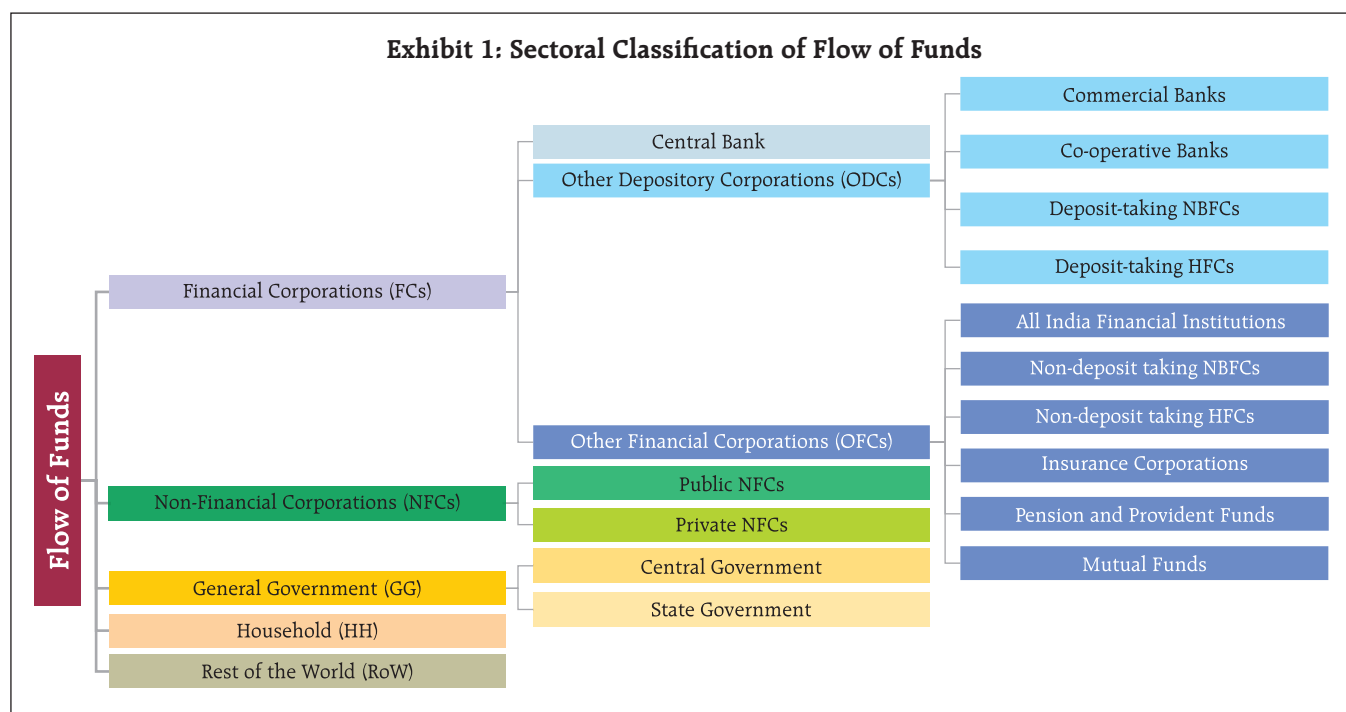 Exhibit 1: Sectoral Classification of Flow of Funds
Flow of Funds
Financial Corporations (FCs)
Non-Financial Corporations (NFCs)
General Government (GG)
Household (HH)
Rest of the World (RoW)
Central Bank
Other Depository Corporations (ODCs)
Other Financial Corporations (OFCs)
Public NFCs
Private NFCs
Central Government
State Government
Commercial Banks
Co-operative Banks
Deposit-taking NBFCs
Deposit-taking HFCs
All India Financial Institutions
Non-deposit taking NBFCs
Non-deposit taking HFCs
Insurance Corporations
Pension and Provident Funds
Mutual Funds